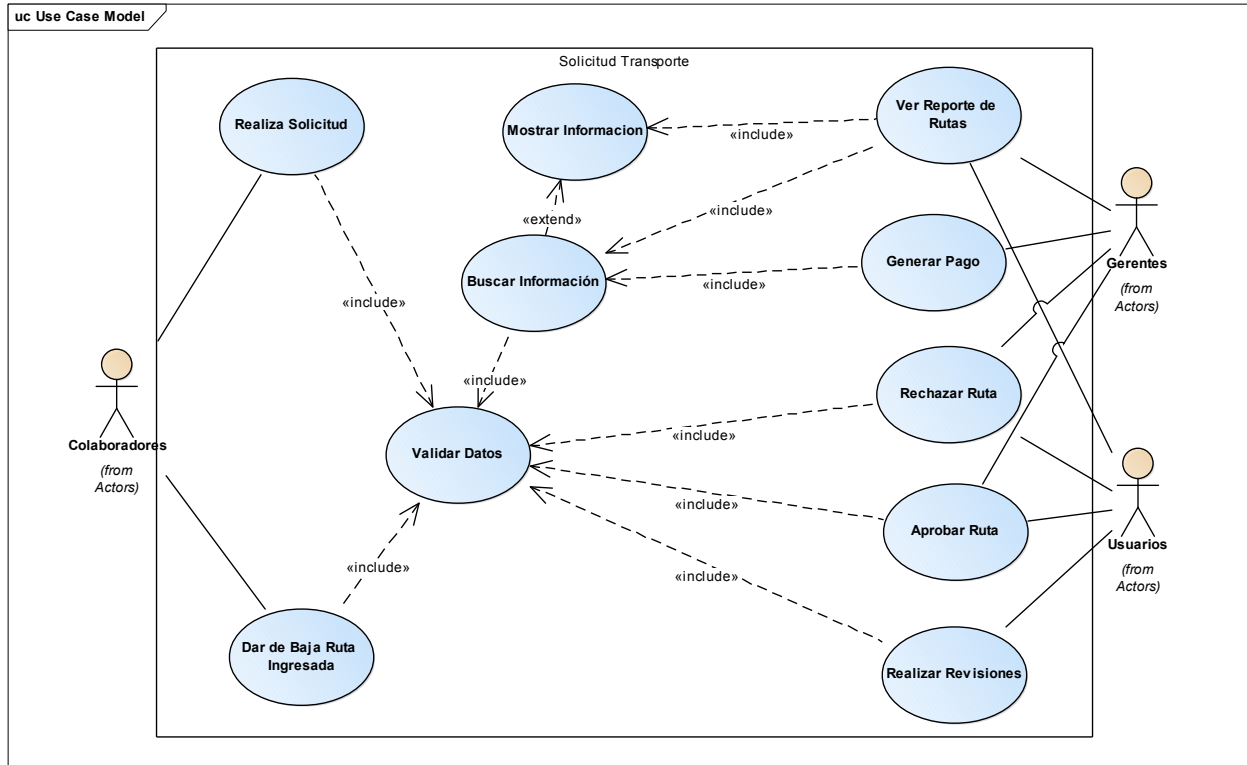 uc Use Case Model
Solicitud Transporte
Realiza Solicitud
Mostrar Informacion
Ver Reporte de
Rutas
«include»
«extend»
«include»
Buscar Información
Generar Pago
«include»
Gerentes
(from
Actors)
«include»
«include»
Rechazar Ruta
Colaboradores
(from
Actors)
Validar Datos
«include»
«include»
Aprobar Ruta
Usuarios
(from
Actors)
«include»
«include»
Dar de Baja Ruta
Ingresada
Realizar Revisiones